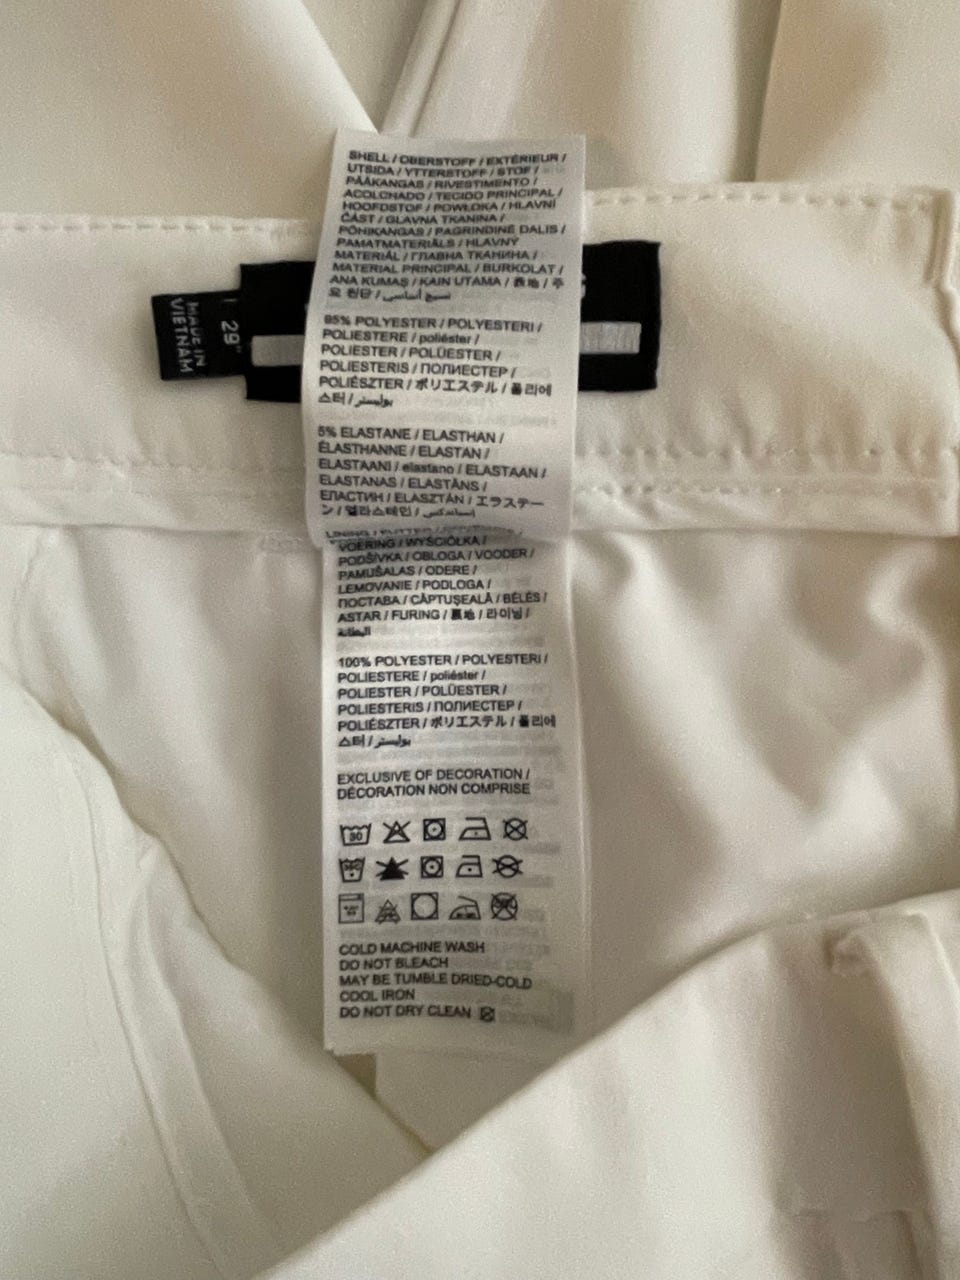 SHELL / OBERSTOFF / EXTÉRIEUR /
UTSIDA / YTTERSTOFF / STOF /
PÄÄKANGAS / RIVESTIMENTO /
ACOLCHADO / TECIDO PRINCIPAL /
HOOFDSTOF / POWŁOKA / HLAVNÍ
ČÁST / GLAVNA TKANINA /
PÕHIKANGAS / PAGRINDINĖ DALIS /
PAMATMATERIĀLS / HLAVNÝ
MATERIÁL / ГЛАВНА ТКАНИНА /
MATERIAL PRINCIPAL / BURKOLAT /
ANA KUMAŞ / KAIN UTAMA / 表地 / 주
요 원단 / نسيج أساسي
95% POLYESTER / POLYESTERI /
POLIESTERE / poliéster /
POLIESTER / POLÜESTER /
POLIESTERIS / ПОЛИЕСТЕР /
POLIÉSZTER / ポリエステル / 폴리에
스터 / بوليستر
5% ELASTANE / ELASTHAN /
ÉLASTHANNE / ELASTAN /
ELASTAANI / elastano / ELASTAAN /
ELASTANAS / ELASTĀNS /
ЕЛАСТИН / ELASZTÁN / エラステー
ン / 엘라스테인 /
VOERING / WYŚCIÓŁKA /
PODŠÍVKA / OBLOGA / VOODER /
PAMUŠALAS / ODERE /
LEMOVANIE / PODLOGA /
ПОСТАВА / CĂPTUŞEALĂ / BÉLÉS /
ASTAR / FURING / 裏地 / 라이닝 /
البطانة
100% POLYESTER / POLYESTERI /
POLIESTERE / poliéster /
POLIESTER / POLÜESTER /
POLIESTERIS / ПОЛИЕСТЕР /
POLIÉSZTER / ポリエステル / 폴리에
스터 / بوليستر
EXCLUSIVE OF DECORATION /
DÉCORATION NON COMPRISE
30
COLD MACHINE WASH
DO NOT BLEACH
MAY BE TUMBLE DRIED-COLD
COOL IRON
DO NOT DRY CLEAN
29"
MADE IN
VIETNAM